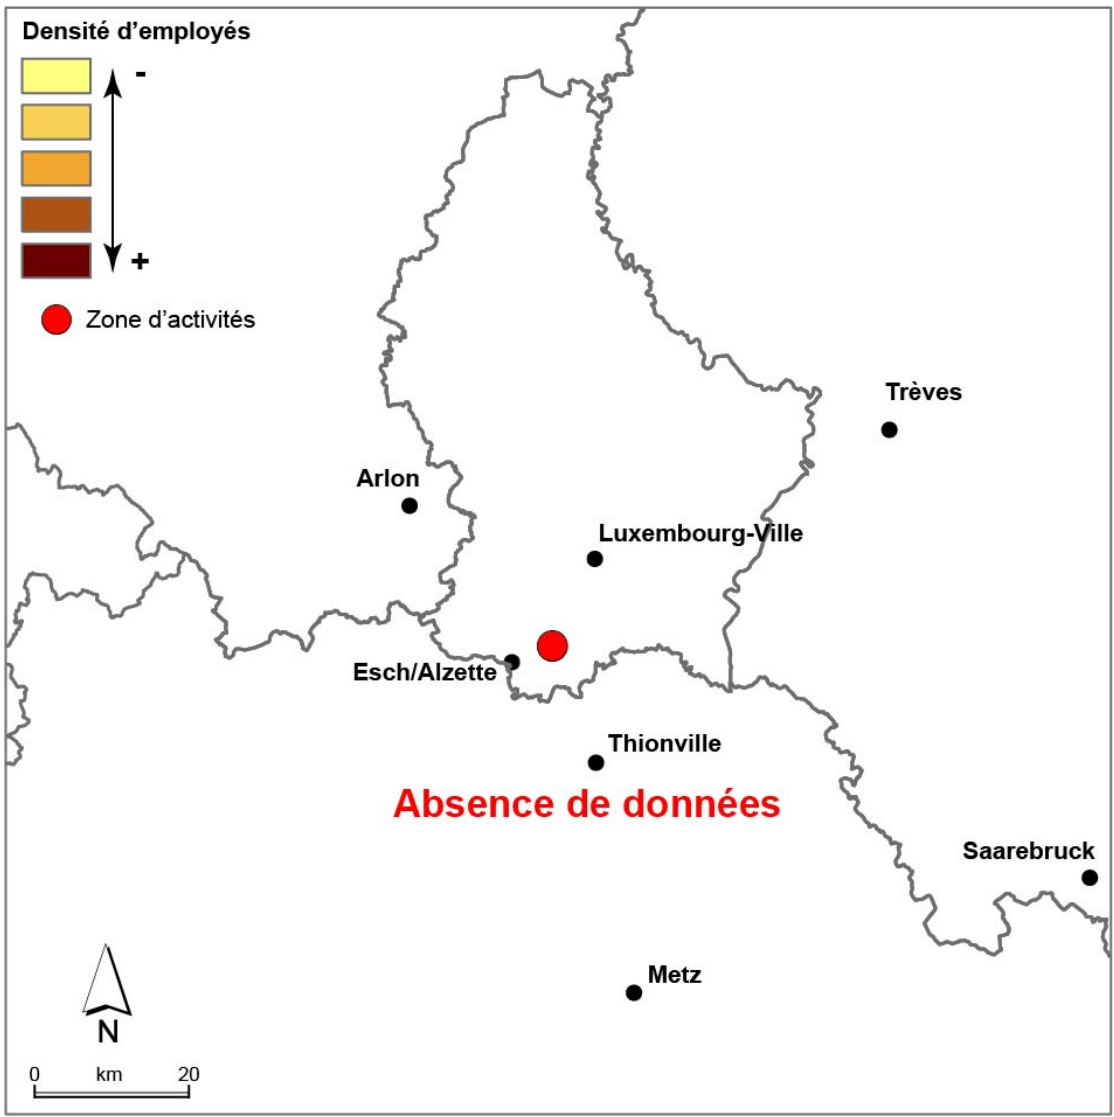 Densité d’employés
-
+
Zone d’activités
Trèves
Arlon
Luxembourg-Ville
Esch/Alzette
Thionville
Absence de données
Saarebruck
Metz
N
0 km 20